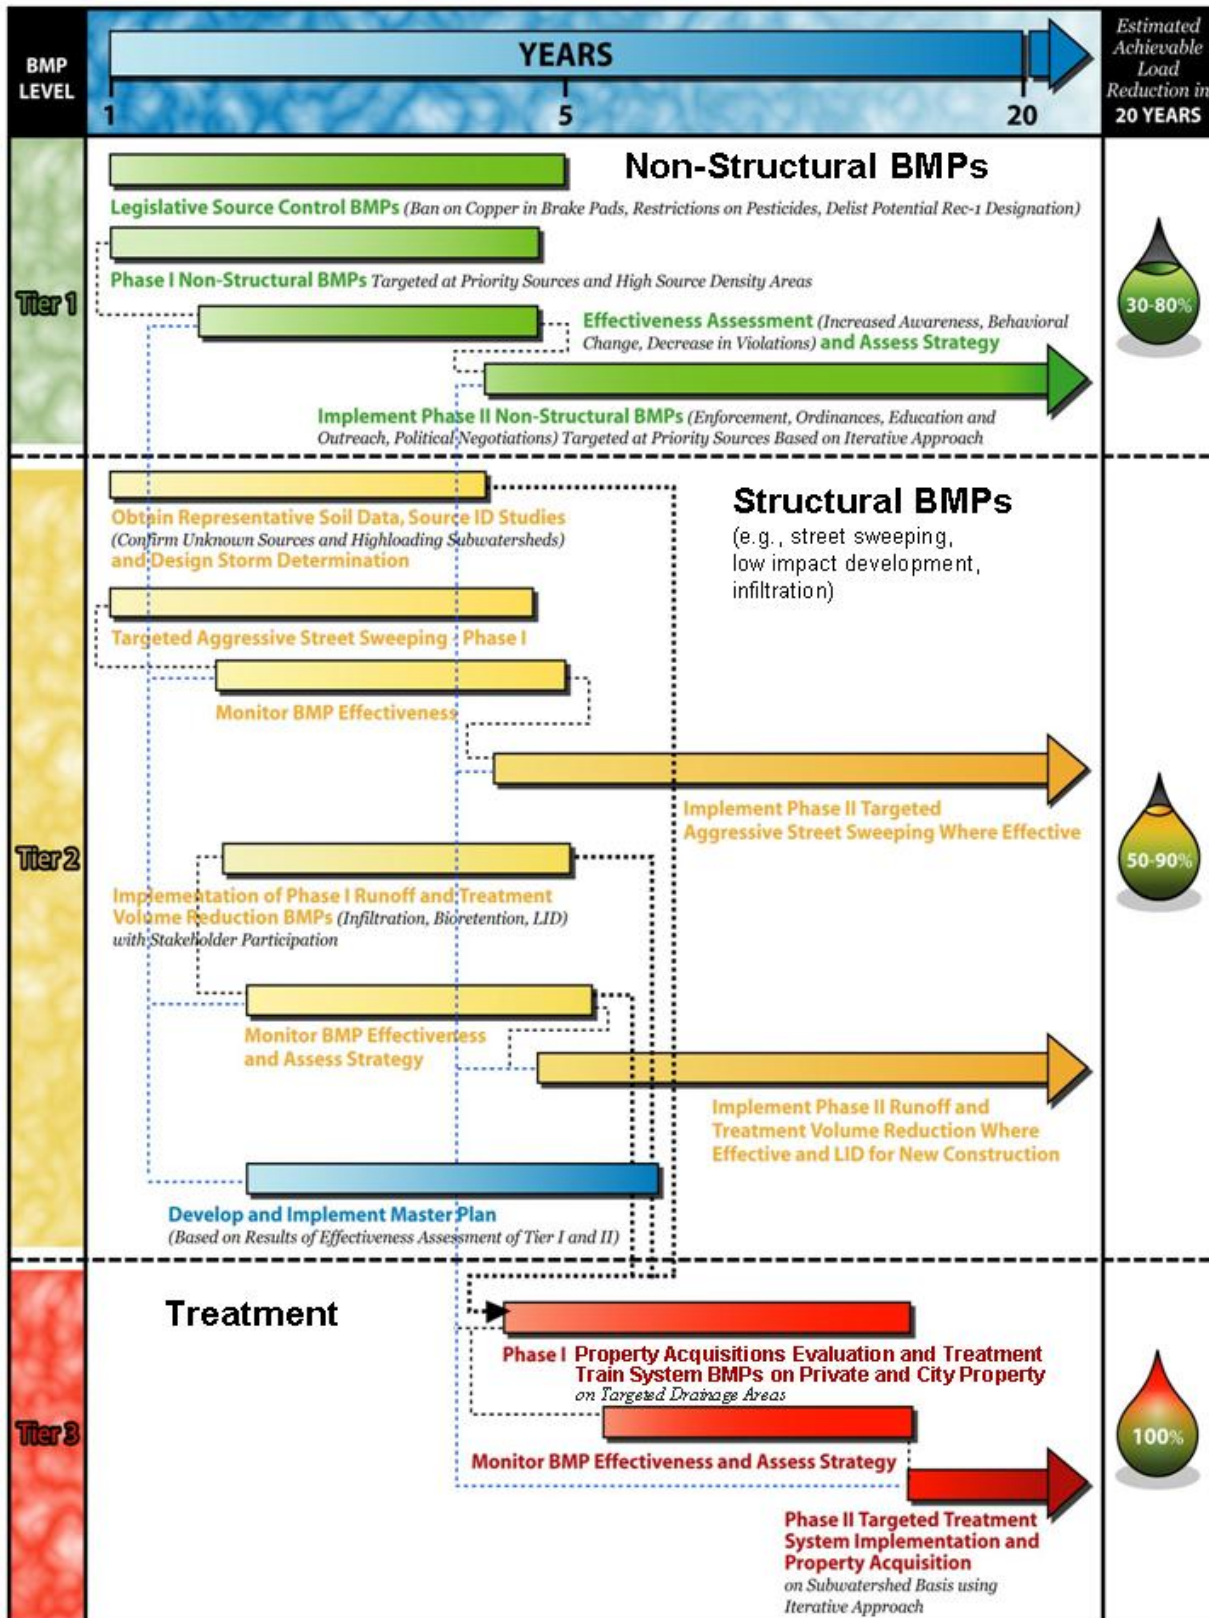 BMP
LEVEL
YEARS
1
5
20
Estimated
Achievable
Load
Reduction in
20 YEARS
Tier 1
Non-Structural BMPs
Legislative Source Control BMPs (Ban on Copper in Brake Pads, Restrictions on Pesticides, Delist Potential Rec-1 Designation)
Phase I Non-Structural BMPs Targeted at Priority Sources and High Source Density Areas
Effectiveness Assessment (Increased Awareness, Behavioral
Change, Decrease in Violations) and Assess Strategy
Implement Phase II Non-Structural BMPs (Enforcement, Ordinances, Education and
Outreach, Political Negotiations) Targeted at Priority Sources Based on Iterative Approach
30-80%
Tier 2
Structural BMPs
(e.g., street sweeping,
low impact development,
infiltration)
Obtain Representative Soil Data, Source ID Studies
(Confirm Unknown Sources and Highloading Subwatersheds)
and Design Storm Determination
Targeted Aggressive Street Sweeping - Phase I
Monitor BMP Effectiveness
Implement Phase II Targeted
Aggressive Street Sweeping Where Effective
Implementation of Phase I Runoff and Treatment
Volume Reduction BMPs (Infiltration, Bioretention, LID)
with Stakeholder Participation
Monitor BMP Effectiveness
and Assess Strategy
Implement Phase II Runoff and
Treatment Volume Reduction Where
Effective and LID for New Construction
Develop and Implement Master Plan
(Based on Results of Effectiveness Assessment of Tier I and II)
50-90%
Tier 3
Treatment
Phase I Property Acquisitions Evaluation and Treatment
Train System BMPs on Private and City Property
on Targeted Drainage Areas
Monitor BMP Effectiveness and Assess Strategy
Phase II Targeted Treatment
System Implementation and
Property Acquisition
on Subwatershed Basis using
Iterative Approach
100%